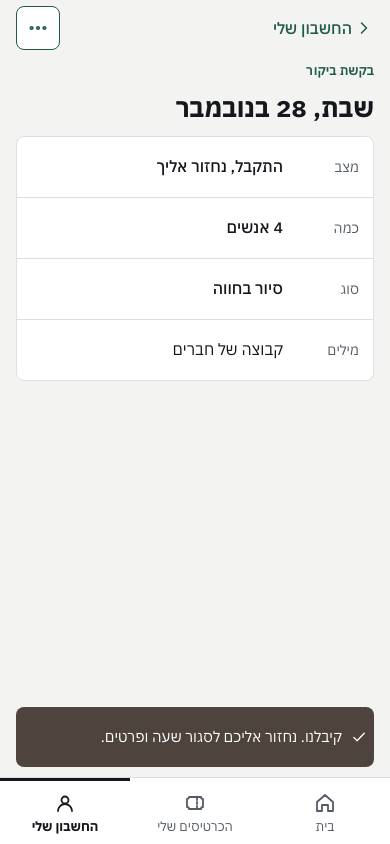 החשבון שלי
בקשת ביקור
שבת, 28 בנובמבר
מצב התקבל, נחזור אליך
כמה 4 אנשים
סוג סיור בחווה
מילים קבוצה של חברים
קיבלנו. נחזור אליכם לסגור שעה ופרטים.
בית הכרטיסים שלי החשבון שלי